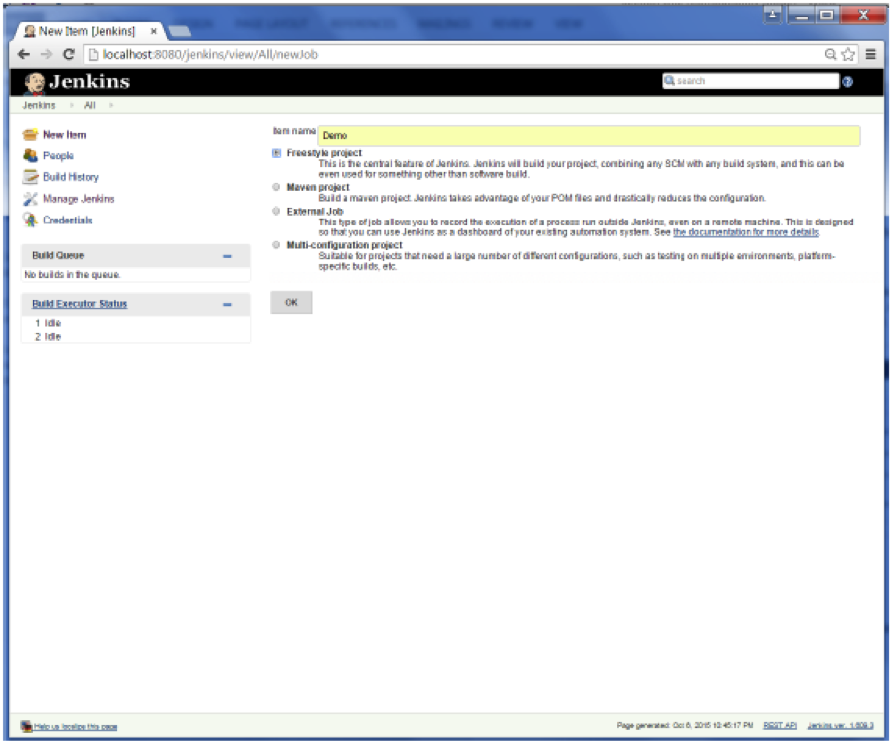 New Item [Jenkins]
localhost:8080/jenkins/view/All/newJob
Jenkins
search
Jenkins All
New Item
People
Build History
Manage Jenkins
Credentials
Build Queue
No builds in the queue.
Build Executor Status
1 Idle
2 Idle
Item name Demo
Freestyle project
This is the central feature of Jenkins. Jenkins will build your project, combining any SCM with any build system, and this can be
even used for something other than software build.
Maven project
Build a maven project. Jenkins takes advantage of your POM files and drastically reduces the configuration.
External Job
This type of job allows you to record the execution of a process run outside Jenkins, even on a remote machine. This is designed
so that you can use Jenkins as a dashboard of your existing automation system. See the documentation for more details.
Multi-configuration project
Suitable for projects that need a large number of different configurations, such as testing on multiple environments, platform-
specific builds, etc.
OK
Help us localize this page
Page generated: Oct 6, 2015 10:45:17 PM REST API Jenkins ver. 1.609.3